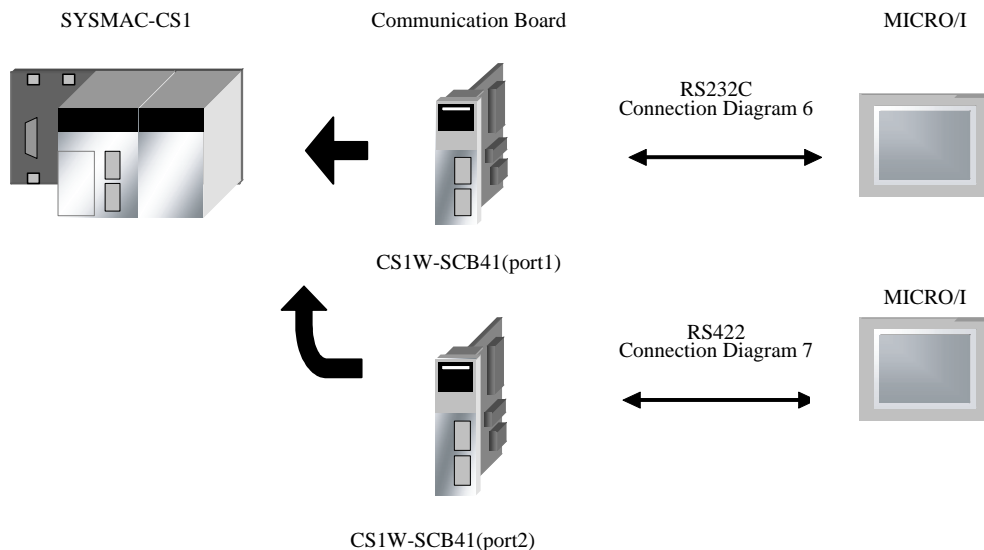 SYSMAC-CS1
Communication Board
MICRO/I
RS232C
Connection Diagram 6
CS1W-SCB41(port1)
MICRO/I
RS422
Connection Diagram 7
CS1W-SCB41(port2)